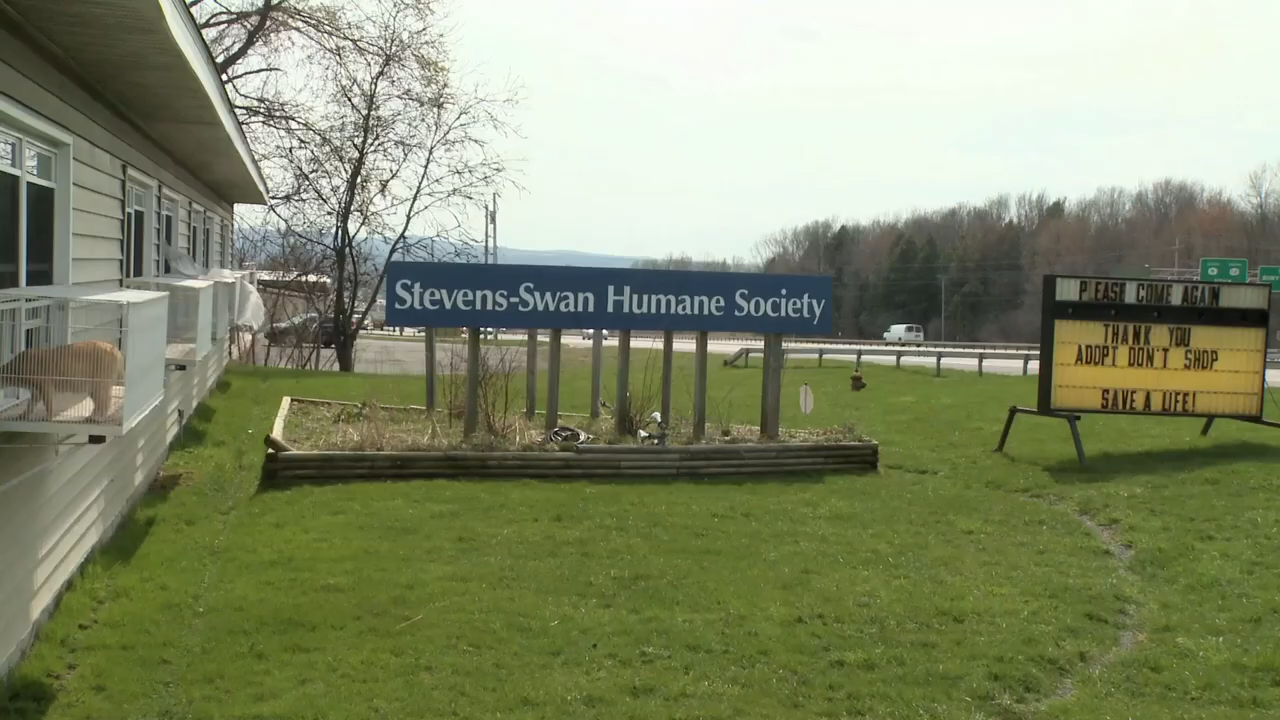 Stevens-Swan Humane Society
PLEASE COME AGAIN
THANK YOU
ADOPT DON'T SHOP
SAVE A LIFE!